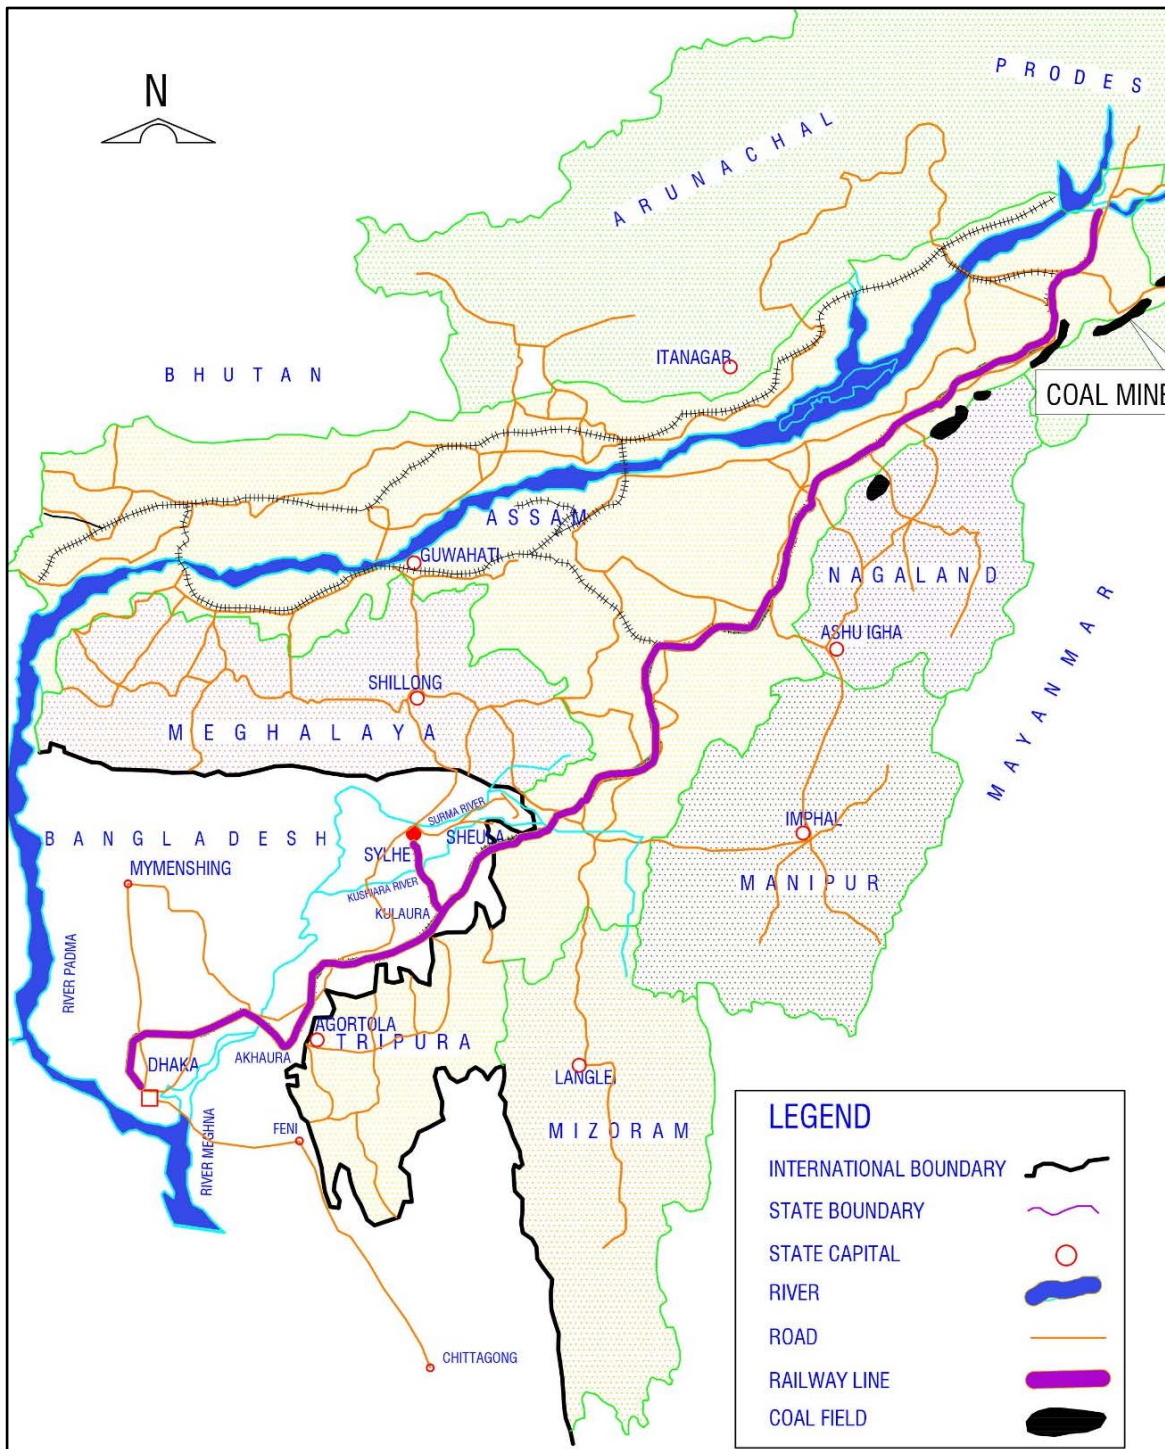 N
PRODES
ARUNACHAL
BHUTAN
ITANAGAR
COAL MINE
ASSAM
GUWAHATI
NAGALAND
ASHU IGHA
SHILLONG
MEGHALAYA
MAYANMAR
SURMA RIVER
IMPHAL
BANGLADESH
SHEULA
SYLHE
MYMENSHING
KUSHIARA RIVER
MANIPUR
KULAURA
RIVER PADMA
AGORTOLA
TRIPURA
AKHAURA
DHAKA
LANGLEI
FENI
MIZORAM
RIVER MEGHNA
CHITTAGONG
LEGEND
INTERNATIONAL BOUNDARY
STATE BOUNDARY
STATE CAPITAL
RIVER
ROAD
RAILWAY LINE
COAL FIELD